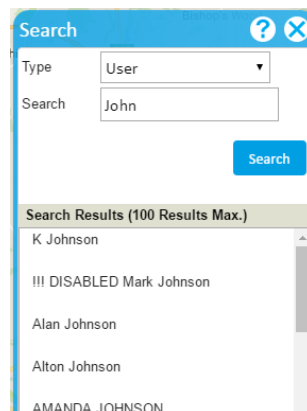 Search
Type User
Search John
Search
Search Results (100 Results Max.)
K Johnson
!!! DISABLED Mark Johnson
Alan Johnson
Alton Johnson
AMANDA JOHNSON